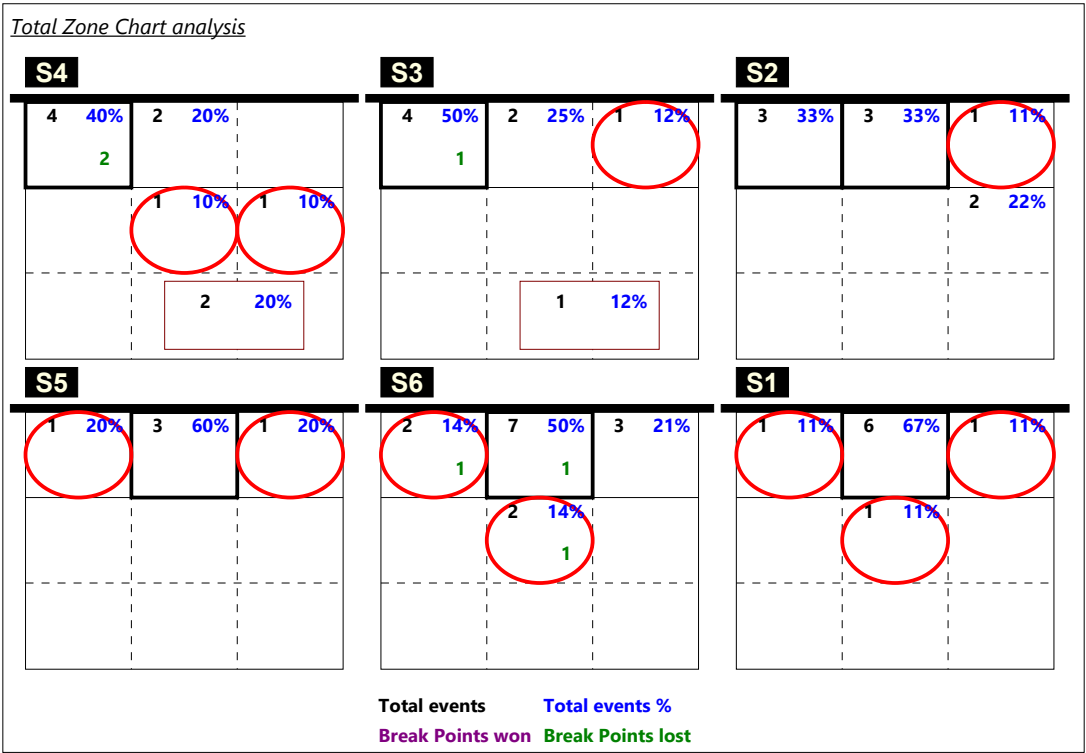 Total Zone Chart analysis
S4 S3 S2
4 40% 2 20% 4 50% 2 25% 1 12% 3 33% 3 33% 1 11%
2 1
1 10% 1 10% 2 22%
2 20% 1 12%
S5 S6 S1
1 20% 3 60% 1 20% 2 14% 7 50% 3 21% 1 11% 6 67% 1 11%
1 1
2 14% 1 11%
1
Total events Total events %
Break Points won Break Points lost